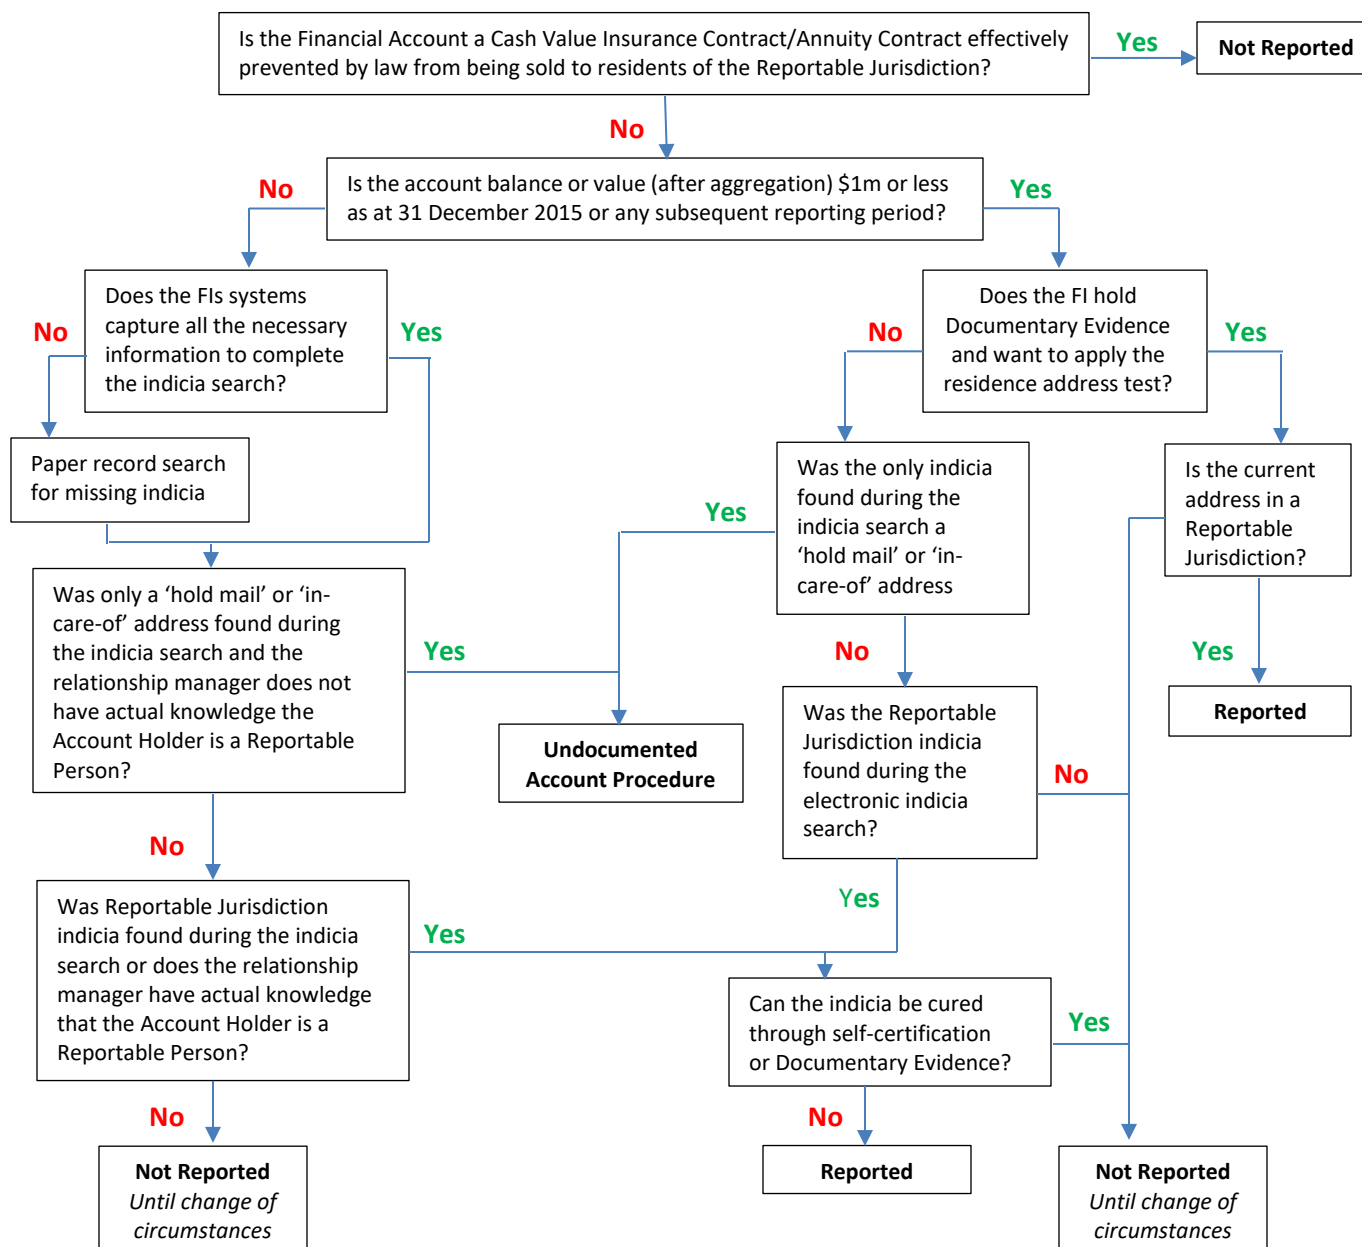 Is the Financial Account a Cash Value Insurance Contract/Annuity Contract effectively
prevented by law from being sold to residents of the Reportable Jurisdiction?
Yes
Not Reported
No
Is the account balance or value (after aggregation) $1m or less
as at 31 December 2015 or any subsequent reporting period?
No
Yes
Does the FIs systems
capture all the necessary
information to complete
the indicia search?
No
Yes
Does the FI hold
Documentary Evidence
and want to apply the
residence address test?
No
Yes
Paper record search
for missing indicia
Was the only indicia
found during the
indicia search a
‘hold mail’ or ‘in-
care-of’ address
Yes
Is the current
address in a
Reportable
Jurisdiction?
Was only a ‘hold mail’ or ‘in-
care-of’ address found during
the indicia search and the
relationship manager does not
have actual knowledge the
Account Holder is a Reportable
Person?
Yes
No
Yes
Reported
Undocumented
Account Procedure
Was the Reportable
Jurisdiction indicia
found during the
electronic indicia
search?
No
No
Yes
Was Reportable Jurisdiction
indicia found during the indicia
search or does the relationship
manager have actual knowledge
that the Account Holder is a
Reportable Person?
Yes
Can the indicia be cured
through self-certification
or Documentary Evidence?
Yes
No
No
Not Reported
Until change of
circumstances
Reported
Not Reported
Until change of
circumstances